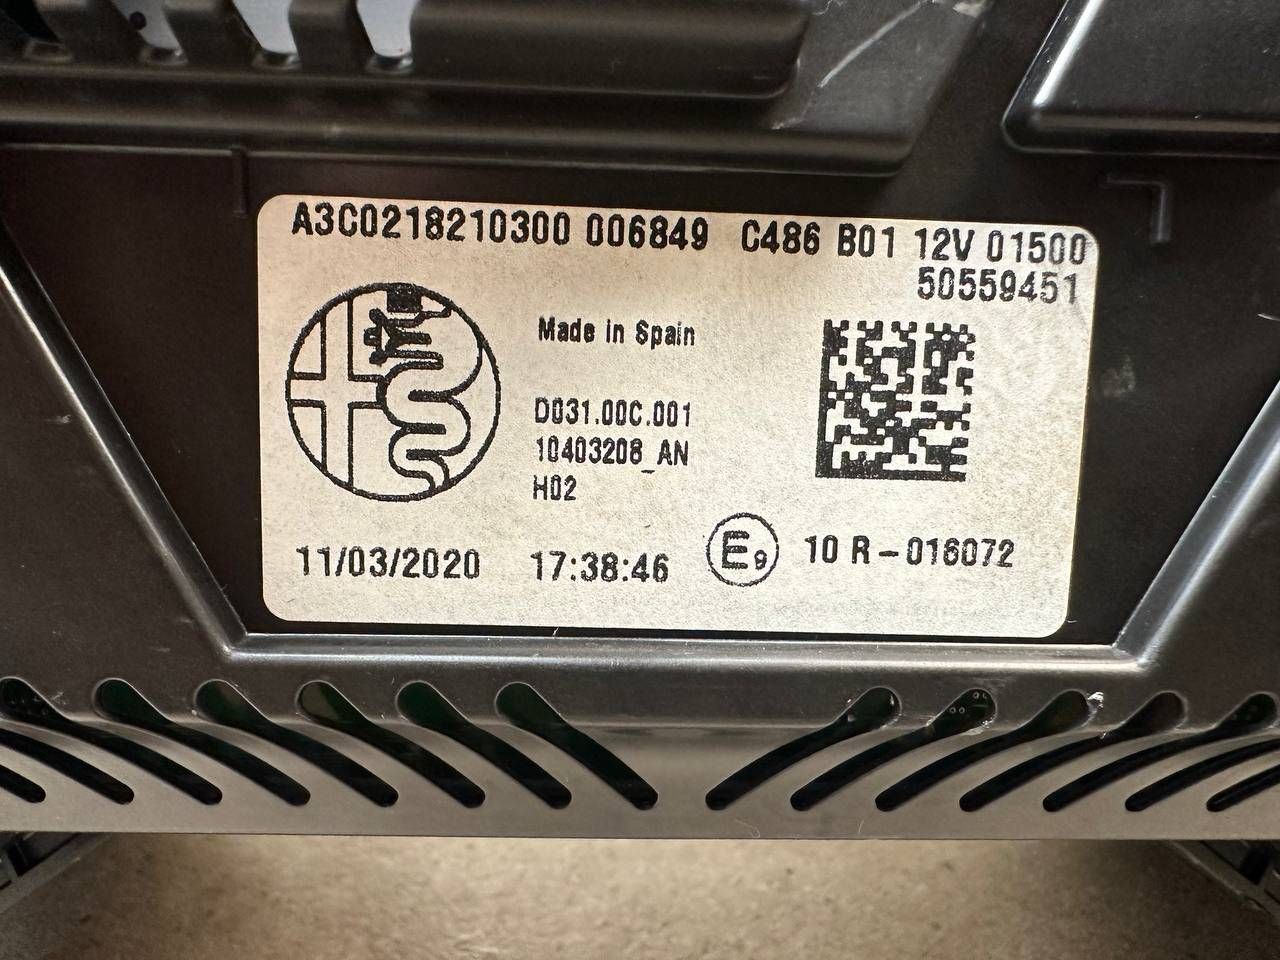 A3C0218210300 006849 C486 B01 12V 01500
50559451
Made in Spain
D031.00C.001
10403208_AN
H02
11/03/2020 17:38:46 E9 10 R-016072